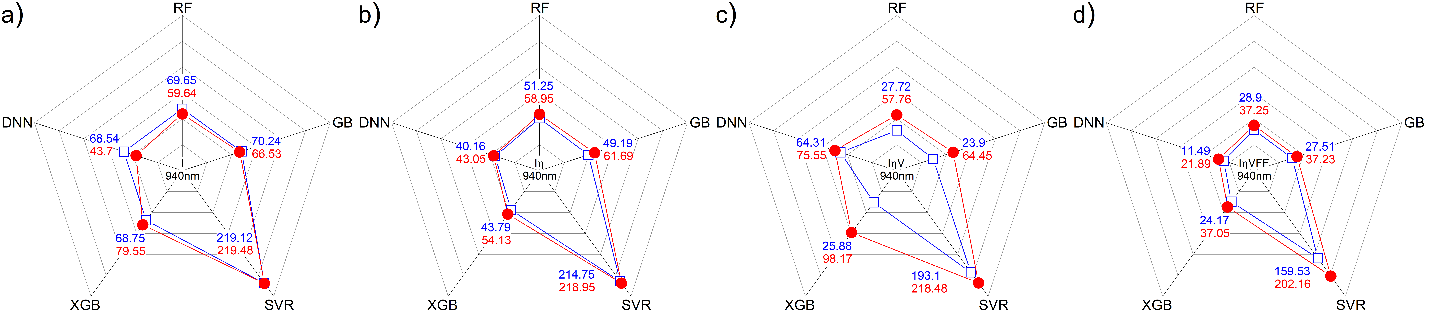 a)
RF
69.65
59.64
DNN
68.54
43.7
70.24
66.53
GB
I
940nm
68.75
79.55
219.12
219.48
XGB
SVR
b)
RF
51.25
58.95
DNN
40.16
43.05
49.19
61.69
GB
Iη
940nm
43.79
54.13
214.75
218.95
XGB
SVR
c)
RF
27.72
57.76
DNN
64.31
75.55
23.9
64.45
GB
IηV
940nm
25.88
98.17
193.1
218.48
XGB
SVR
d)
RF
28.9
37.25
DNN
11.49
21.89
27.51
37.23
GB
IηVFF
940nm
24.17
37.05
159.53
202.16
XGB
SVR